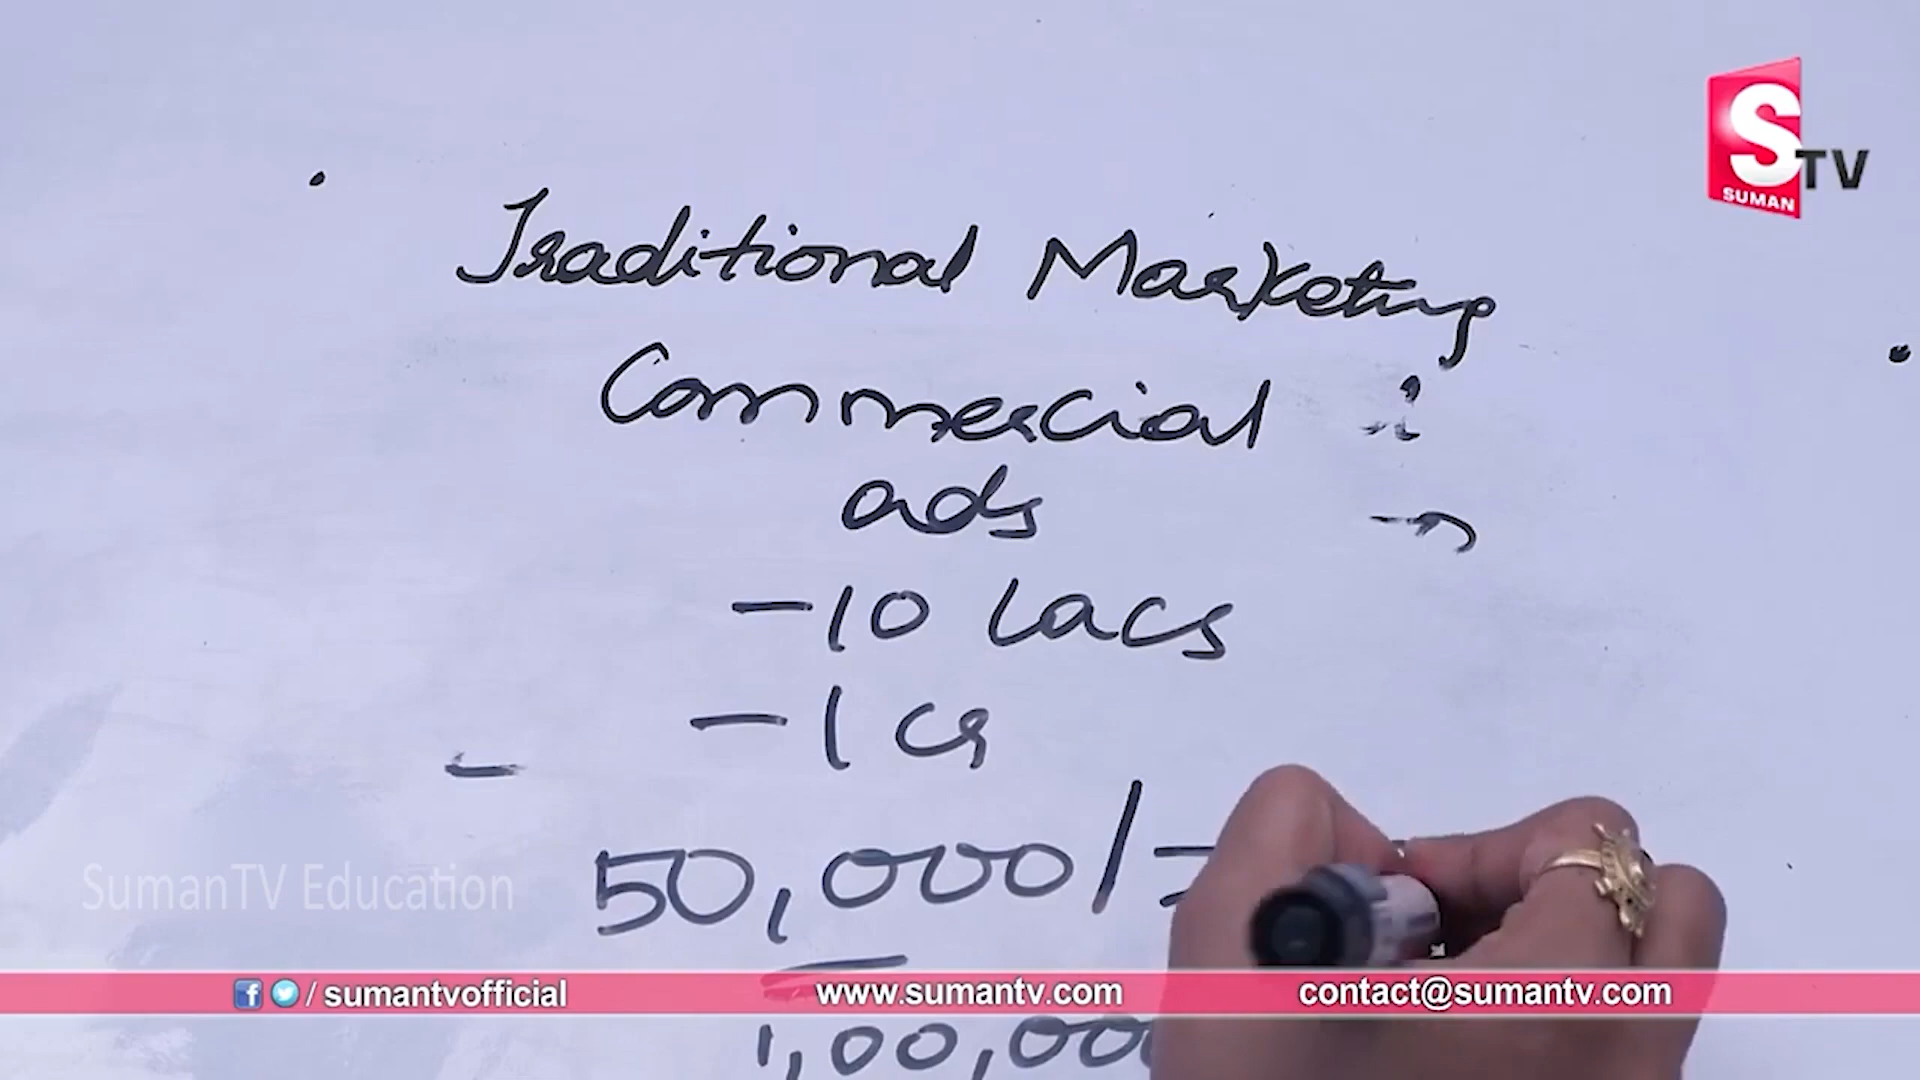 S
TV
SUMAN
Traditional Marketing
Commercial
ads
-10 lacs
-1 cr
50,000/=
SumanTV Education
/ sumantvofficial
www.sumantv.com
contact@sumantv.com
1,00,000